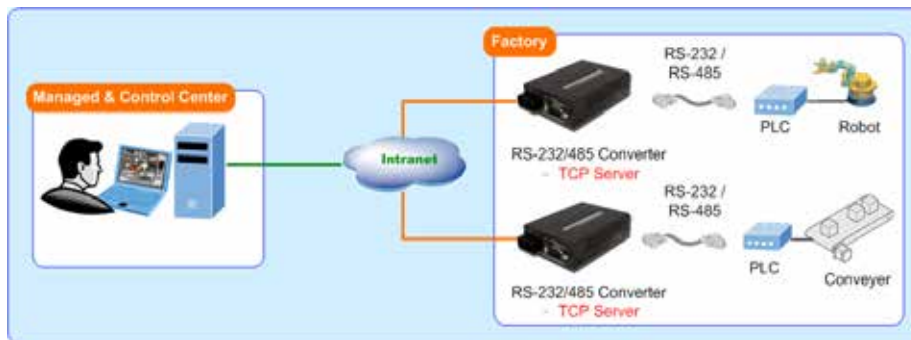 Managed & Control Center
Intranet
Factory
RS-232 /
RS-485
PLC
Robot
RS-232/485 Converter
- TCP Server
RS-232 /
RS-485
PLC
Conveyer
RS-232/485 Converter
- TCP Server